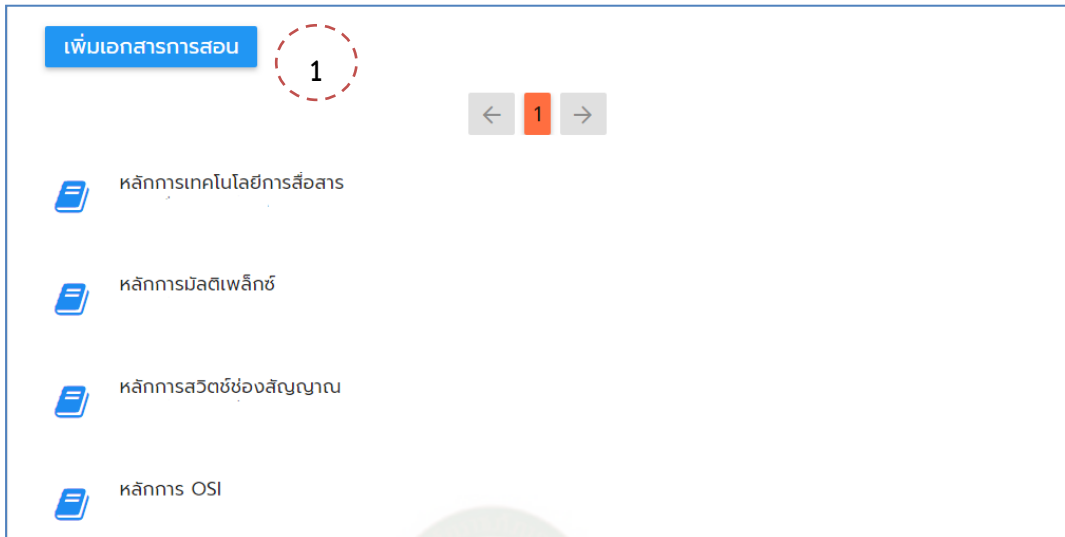 เพิ่มเอกสารการสอน
1
← 1 →
หลักการเทคโนโลยีการสื่อสาร
หลักการมัลติเพล็กซ์
หลักการสวิตช์ช่องสัญญาณ
หลักการ OSI